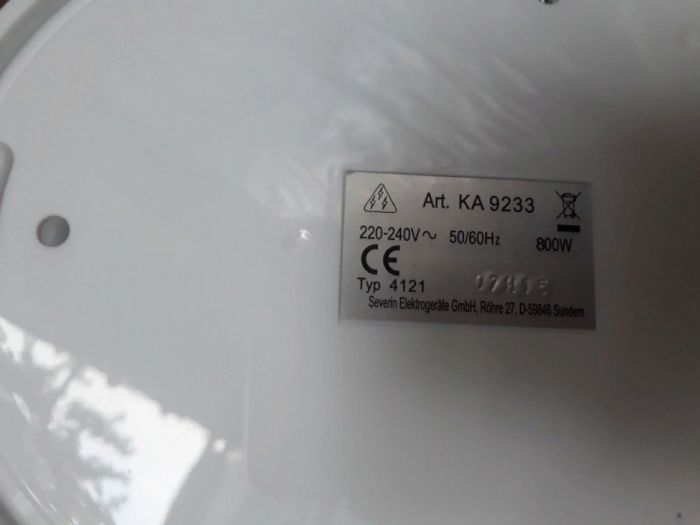 Art. KA 9233
220-240V~ 50/60Hz 800W
CE
Typ 4121
Severin Elektrogeräte GmbH, Röhre 27, D-59846 Sundern